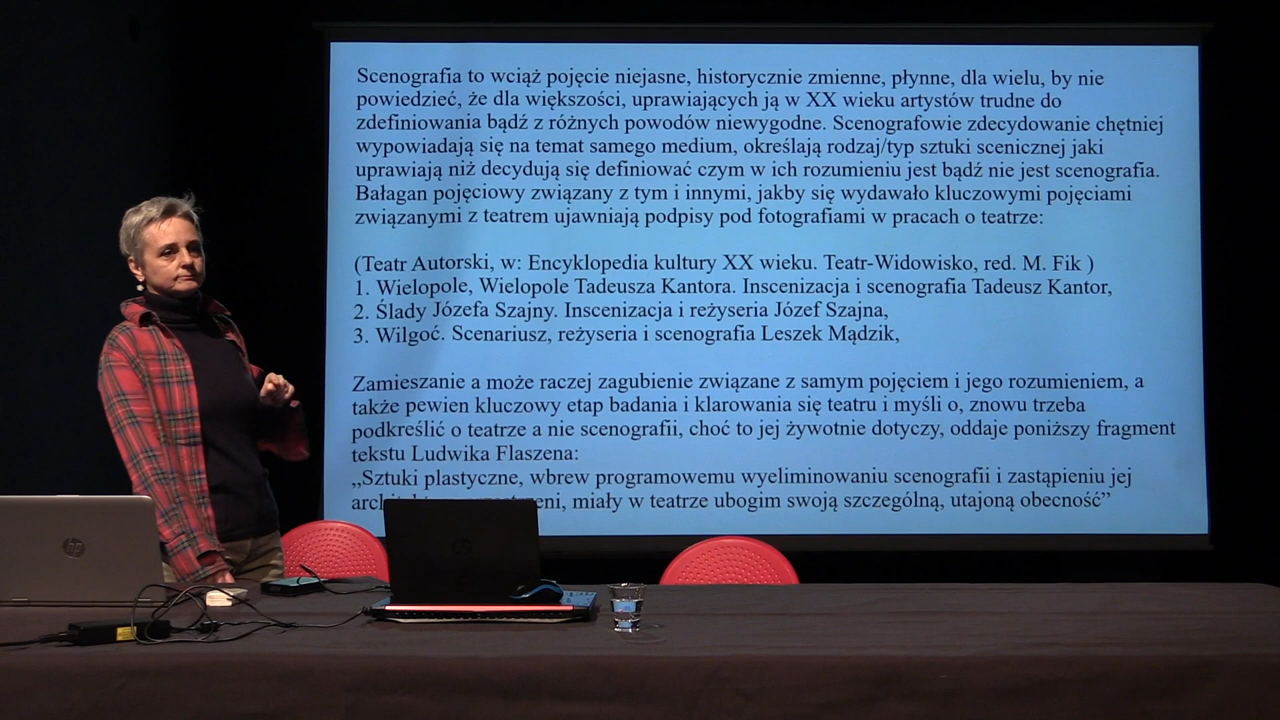 Scenografia to wciąż pojęcie niejasne, historycznie zmienne, płynne, dla wielu, by nie
powiedzieć, że dla większości, uprawiających ją w XX wieku artystów trudne do
zdefiniowania bądź z różnych powodów niewygodne. Scenografowie zdecydowanie chętniej
wypowiadają się na temat samego medium, określają rodzaj/typ sztuki scenicznej jaki
uprawiają niż decydują się definiować czym w ich rozumieniu jest bądź nie jest scenografia.
Bałagan pojęciowy związany z tym i innymi, jakby się wydawało kluczowymi pojęciami
związanymi z teatrem ujawniają podpisy pod fotografiami w pracach o teatrze:
(Teatr Autorski, w: Encyklopedia kultury XX wieku. Teatr-Widowisko, red. M. Fik )
1. Wielopole, Wielopole Tadeusza Kantora. Inscenizacja i scenografia Tadeusz Kantor,
2. Ślady Józefa Szajny. Inscenizacja i reżyseria Józef Szajna,
3. Wilgoć. Scenariusz, reżyseria i scenografia Leszek Mądzik,
Zamieszanie a może raczej zagubienie związane z samym pojęciem i jego rozumieniem, a
także pewien kluczowy etap badania i klarowania się teatru i myśli o, znowu trzeba
podkreślić o teatrze a nie scenografii, choć to jej żywotnie dotyczy, oddaje poniższy fragment
tekstu Ludwika Flaszena:
„Sztuki plastyczne, wbrew programowemu wyeliminowaniu scenografii i zastąpieniu jej
miały w teatrze ubogim swoją szczególną, utajoną obecność”
hp